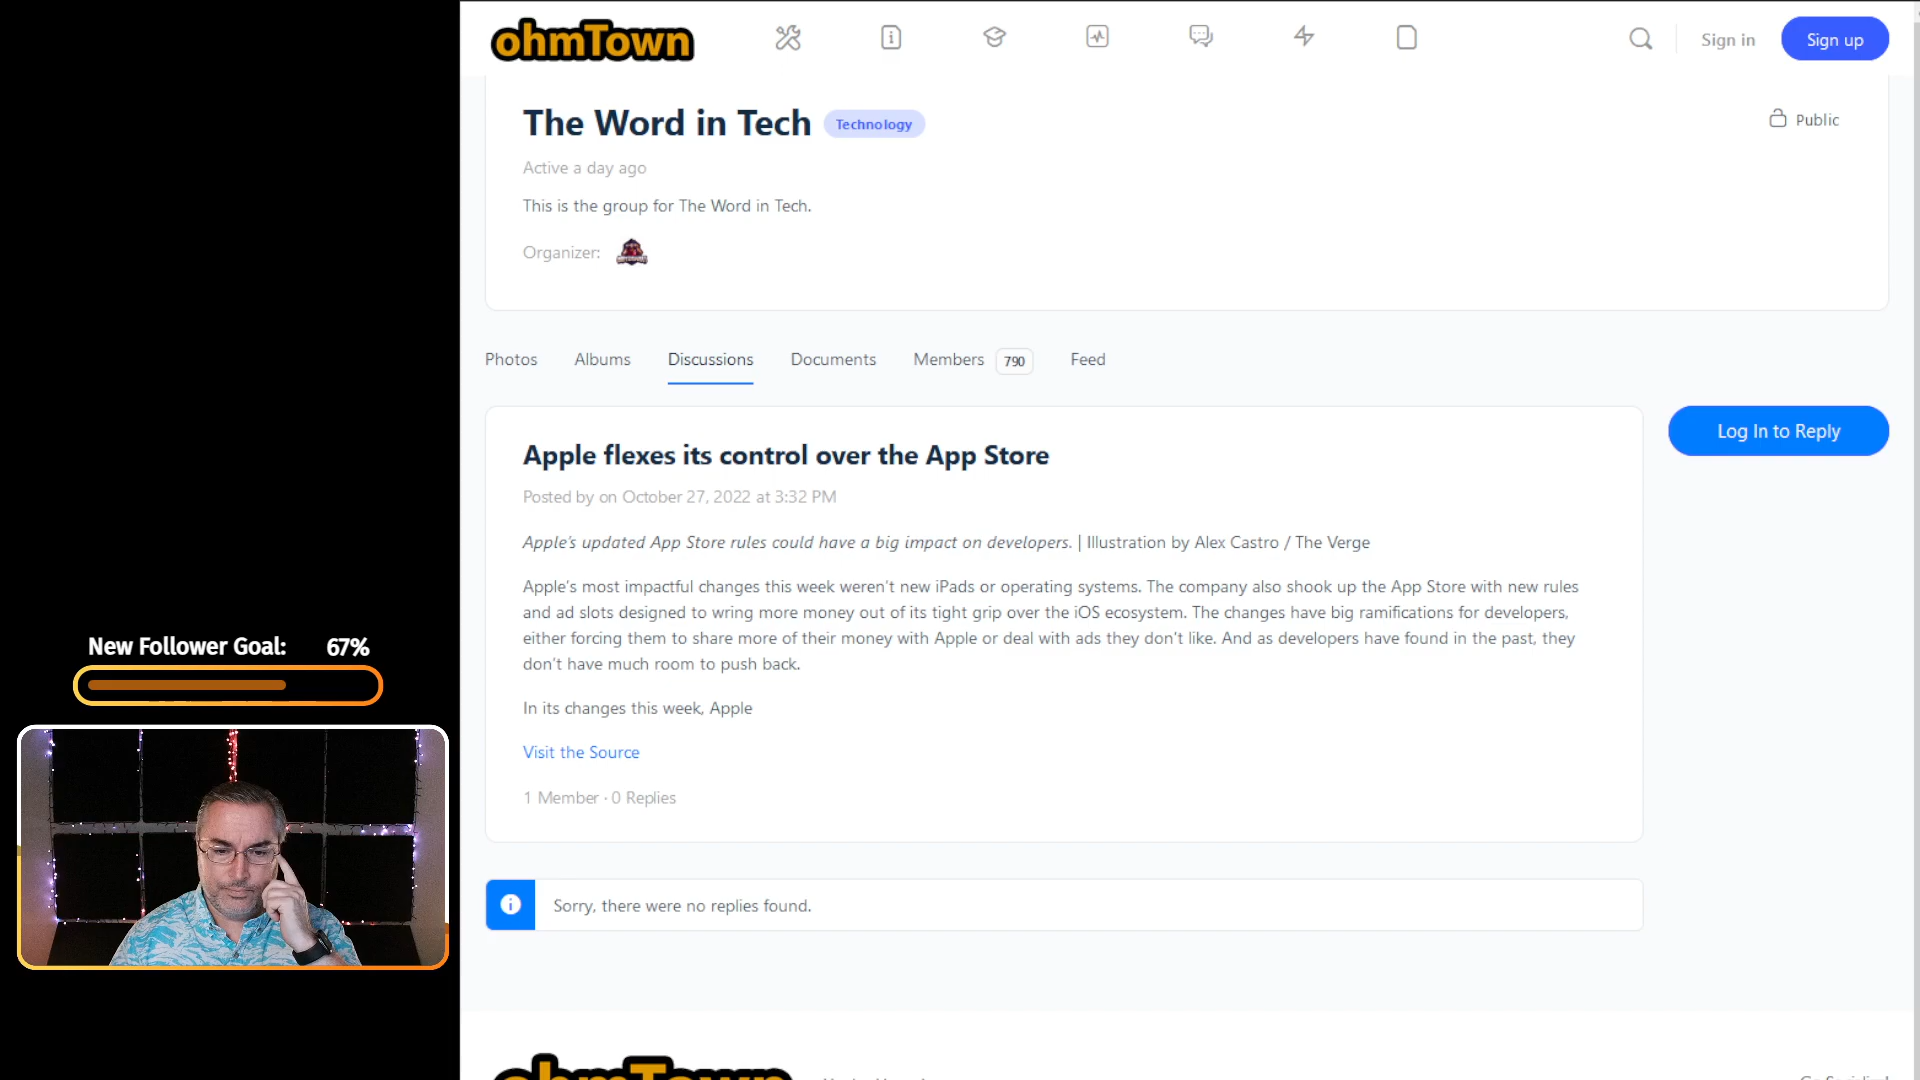 ohmTown
Sign in
Sign up
The Word in Tech
Technology
Public
Active a day ago
This is the group for The Word in Tech.
Organizer:
Photos
Albums
Discussions
Documents
Members
790
Feed
Apple flexes its control over the App Store
Log In to Reply
Posted by on October 27, 2022 at 3:32 PM
Apple's updated App Store rules could have a big impact on developers. | Illustration by Alex Castro / The Verge
Apple's most impactful changes this week weren't new iPads or operating systems. The company also shook up the App Store with new rules
and ad slots designed to wring more money out of its tight grip over the iOS ecosystem. The changes have big ramifications for developers,
either forcing them to share more of their money with Apple or deal with ads they don't like. And as developers have found in the past, they
don't have much room to push back.
In its changes this week, Apple
Visit the Source
1 Member · 0 Replies
Sorry, there were no replies found.
ohmTown
New Follower Goal: 67%